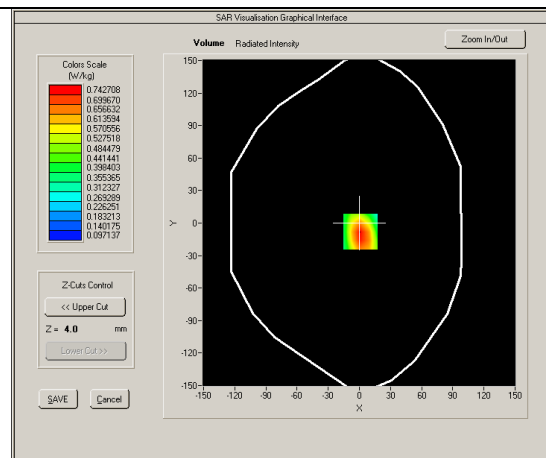 SAR Visualisation Graphical Interface
Volume Radiated Intensity
Zoom In/Out
Colors Scale
(W/kg)
0.742708
0.699670
0.656632
0.613594
0.570556
0.527518
0.484479
0.441441
0.398403
0.355365
0.312327
0.269289
0.226251
0.183213
0.140175
0.097137
Z-Cuts Control
<< Upper Cut
Z = 4.0 mm
Lower Cut >>
SAVE Cancel
150
120
90
60
30
0
-30
-60
-90
-120
-150
Y
-150 -120 -90 -60 -30 0 30 60 90 120 150
X